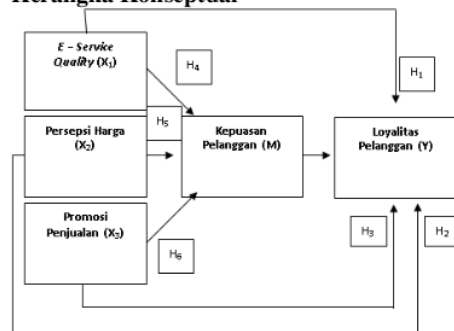 Kerangka Konseptual
E – Service
Quality (X₁)
H₄
H₁
Persepsi Harga
(X₂)
H₅
Kepuasan
Pelanggan (M)
Loyalitas
Pelanggan (Y)
Promosi
Penjualan (X₃)
H₆
H₃
H₂